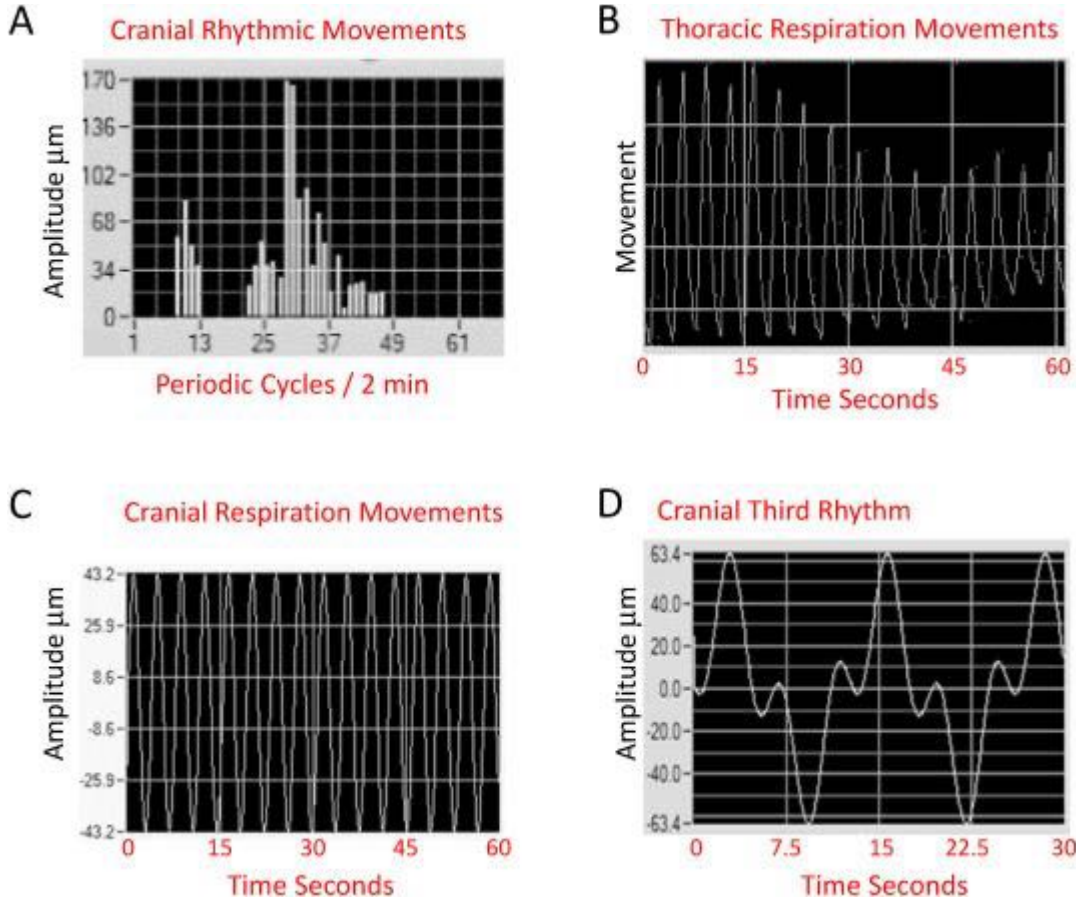 A
Cranial Rhythmic Movements
Amplitude µm
170
136
102
68
34
0
1 13 25 37 49 61
Periodic Cycles / 2 min
B
Thoracic Respiration Movements
Movement
0 15 30 45 60
Time Seconds
C
Cranial Respiration Movements
Amplitude µm
43.2
25.9
8.6
-8.6
-25.9
-43.2
0 15 30 45 60
Time Seconds
D
Cranial Third Rhythm
Amplitude µm
63.4
40.0
20.0
0.0
-20.0
-40.0
-63.4
0 7.5 15 22.5 30
Time Seconds